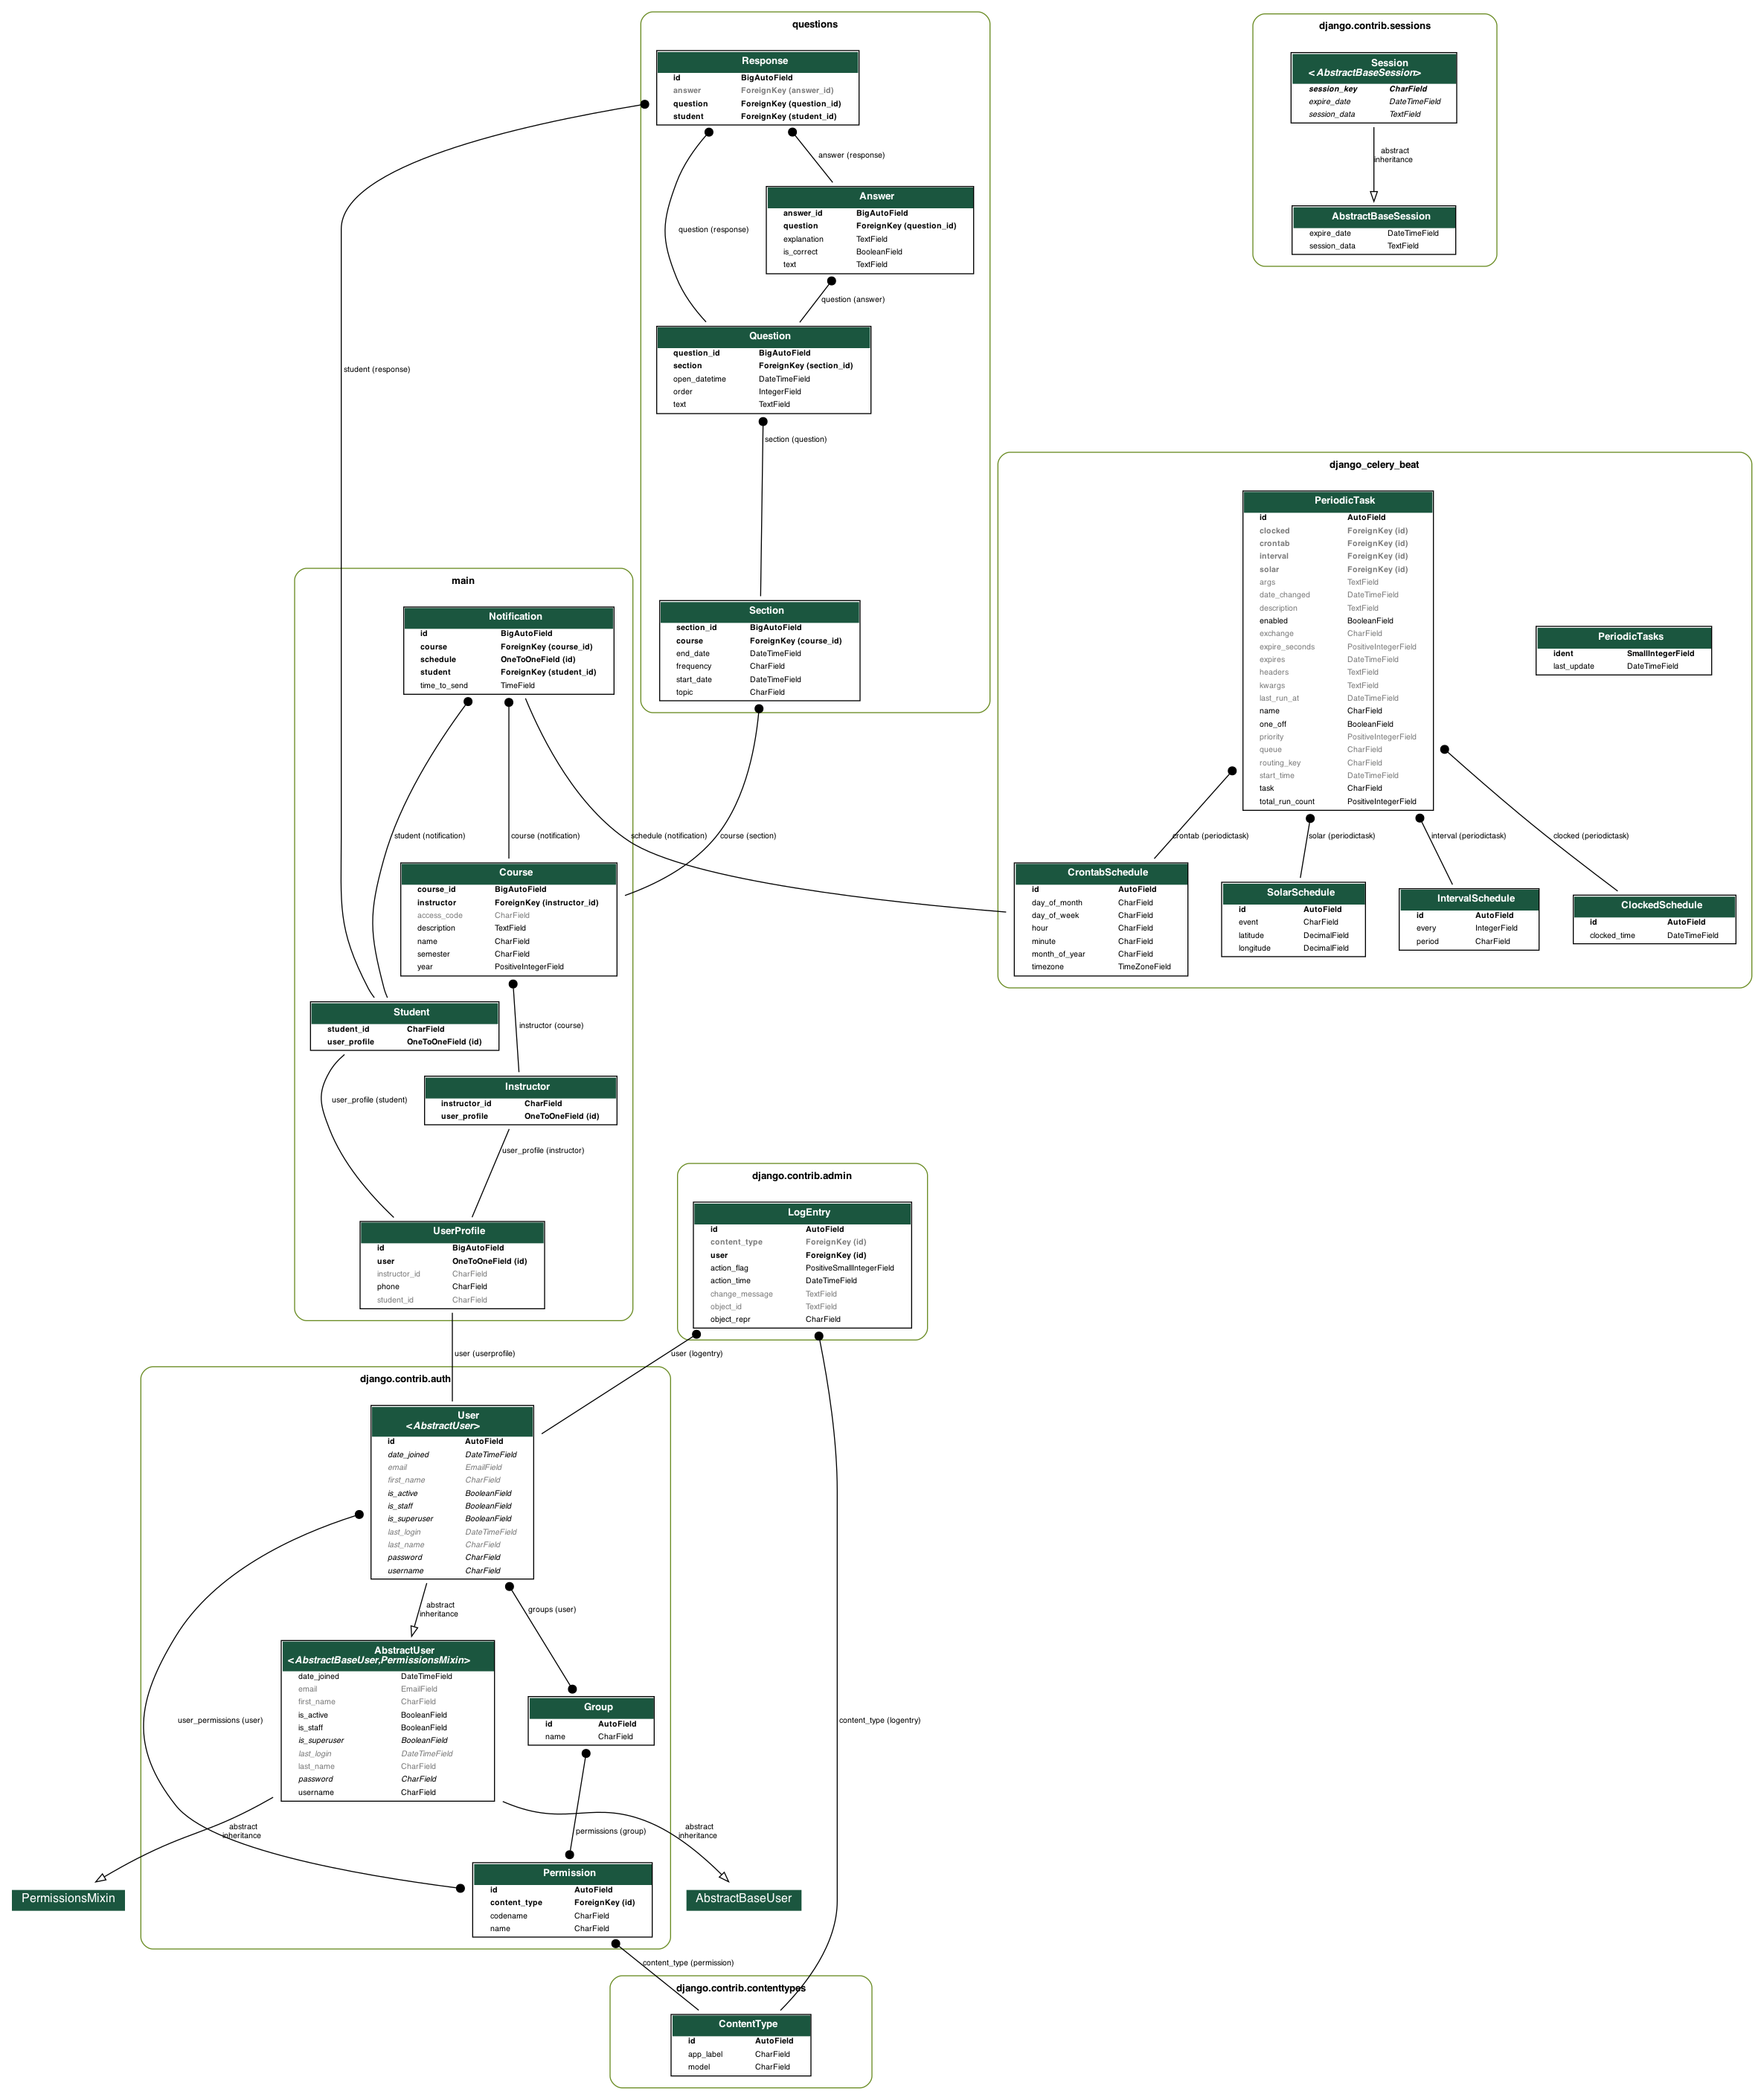 questions
Response
id BigAutoField
answer ForeignKey (answer_id)
question ForeignKey (question_id)
student ForeignKey (student_id)
answer (response)
question (response)
Answer
answer_id BigAutoField
question ForeignKey (question_id)
explanation TextField
is_correct BooleanField
text TextField
question (answer)
Question
question_id BigAutoField
section ForeignKey (section_id)
open_datetime DateTimeField
order IntegerField
text TextField
student (response)
section (question)
Section
section_id BigAutoField
course ForeignKey (course_id)
end_date DateTimeField
frequency CharField
start_date DateTimeField
topic CharField
django.contrib.sessions
Session
<AbstractBaseSession>
session_key CharField
expire_date DateTimeField
session_data TextField
abstract
inheritance
AbstractBaseSession
expire_date DateTimeField
session_data TextField
django_celery_beat
PeriodicTask
id AutoField
clocked ForeignKey (id)
crontab ForeignKey (id)
interval ForeignKey (id)
solar ForeignKey (id)
args TextField
date_changed DateTimeField
description TextField
enabled BooleanField
exchange CharField
expire_seconds PositiveIntegerField
expires DateTimeField
headers TextField
kwargs TextField
last_run_at DateTimeField
name CharField
one_off BooleanField
priority PositiveIntegerField
queue CharField
routing_key CharField
start_time DateTimeField
task CharField
total_run_count PositiveIntegerField
PeriodicTasks
ident SmallIntegerField
last_update DateTimeField
crontab (periodictask)
solar (periodictask)
interval (periodictask)
clocked (periodictask)
CrontabSchedule
id AutoField
day_of_month CharField
day_of_week CharField
hour CharField
minute CharField
month_of_year CharField
timezone TimeZoneField
SolarSchedule
id AutoField
event CharField
latitude DecimalField
longitude DecimalField
IntervalSchedule
id AutoField
every IntegerField
period CharField
ClockedSchedule
id AutoField
clocked_time DateTimeField
main
Notification
id BigAutoField
course ForeignKey (course_id)
schedule OneToOneField (id)
student ForeignKey (student_id)
time_to_send TimeField
student (notification)
course (notification)
schedule (notification)
course (section)
Course
course_id BigAutoField
instructor ForeignKey (instructor_id)
access_code CharField
description TextField
name CharField
semester CharField
year PositiveIntegerField
Student
student_id CharField
user_profile OneToOneField (id)
instructor (course)
Instructor
instructor_id CharField
user_profile OneToOneField (id)
user_profile (student)
user_profile (instructor)
UserProfile
id BigAutoField
user OneToOneField (id)
instructor_id CharField
phone CharField
student_id CharField
user (userprofile)
django.contrib.admin
LogEntry
id AutoField
content_type ForeignKey (id)
user ForeignKey (id)
action_flag PositiveSmallIntegerField
action_time DateTimeField
change_message TextField
object_id TextField
object_repr CharField
user (logentry)
content_type (logentry)
django.contrib.auth
User
<AbstractUser>
id AutoField
date_joined DateTimeField
email EmailField
first_name CharField
is_active BooleanField
is_staff BooleanField
is_superuser BooleanField
last_login DateTimeField
last_name CharField
password CharField
username CharField
abstract
inheritance
groups (user)
AbstractUser
<AbstractBaseUser,PermissionsMixin>
date_joined DateTimeField
email EmailField
first_name CharField
is_active BooleanField
is_staff BooleanField
is_superuser BooleanField
last_login DateTimeField
last_name CharField
password CharField
username CharField
Group
id AutoField
name CharField
user_permissions (user)
abstract
inheritance
permissions (group)
abstract
inheritance
PermissionsMixin
Permission
id AutoField
content_type ForeignKey (id)
codename CharField
name CharField
AbstractBaseUser
content_type (permission)
django.contrib.contenttypes
ContentType
id AutoField
app_label CharField
model CharField